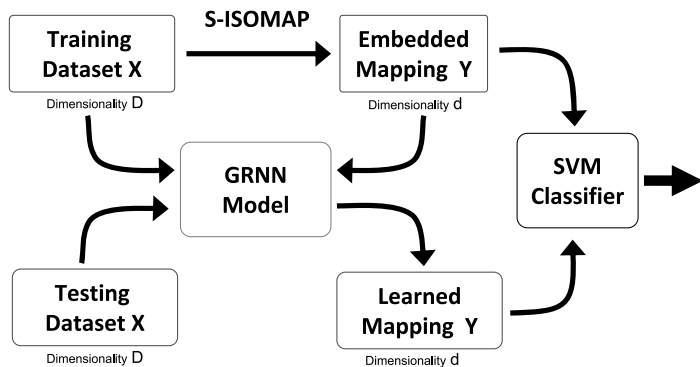 S-ISOMAP
Training
Dataset X
Dimensionality D
Embedded
Mapping Y
Dimensionality d
GRNN
Model
SVM
Classifier
Testing
Dataset X
Dimensionality D
Learned
Mapping Y
Dimensionality d